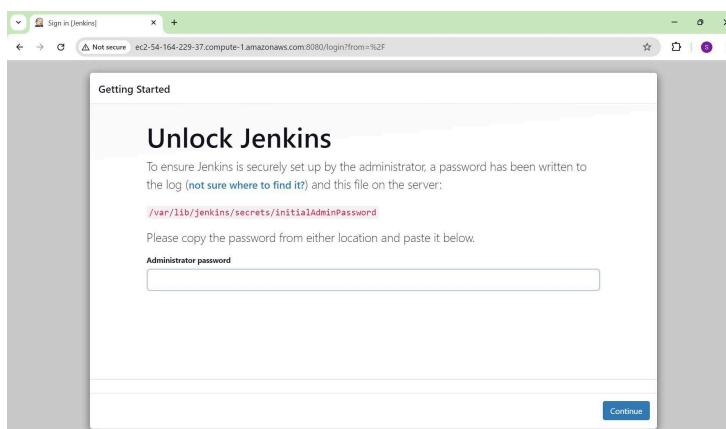 Sign in [Jenkins]
Not secure ec2-54-164-229-37.compute-1.amazonaws.com:8080/login?from=%2F
S
Getting Started
Unlock Jenkins
To ensure Jenkins is securely set up by the administrator, a password has been written to
the log (not sure where to find it?) and this file on the server:
/var/lib/jenkins/secrets/initialAdminPassword
Please copy the password from either location and paste it below.
Administrator password
Continue